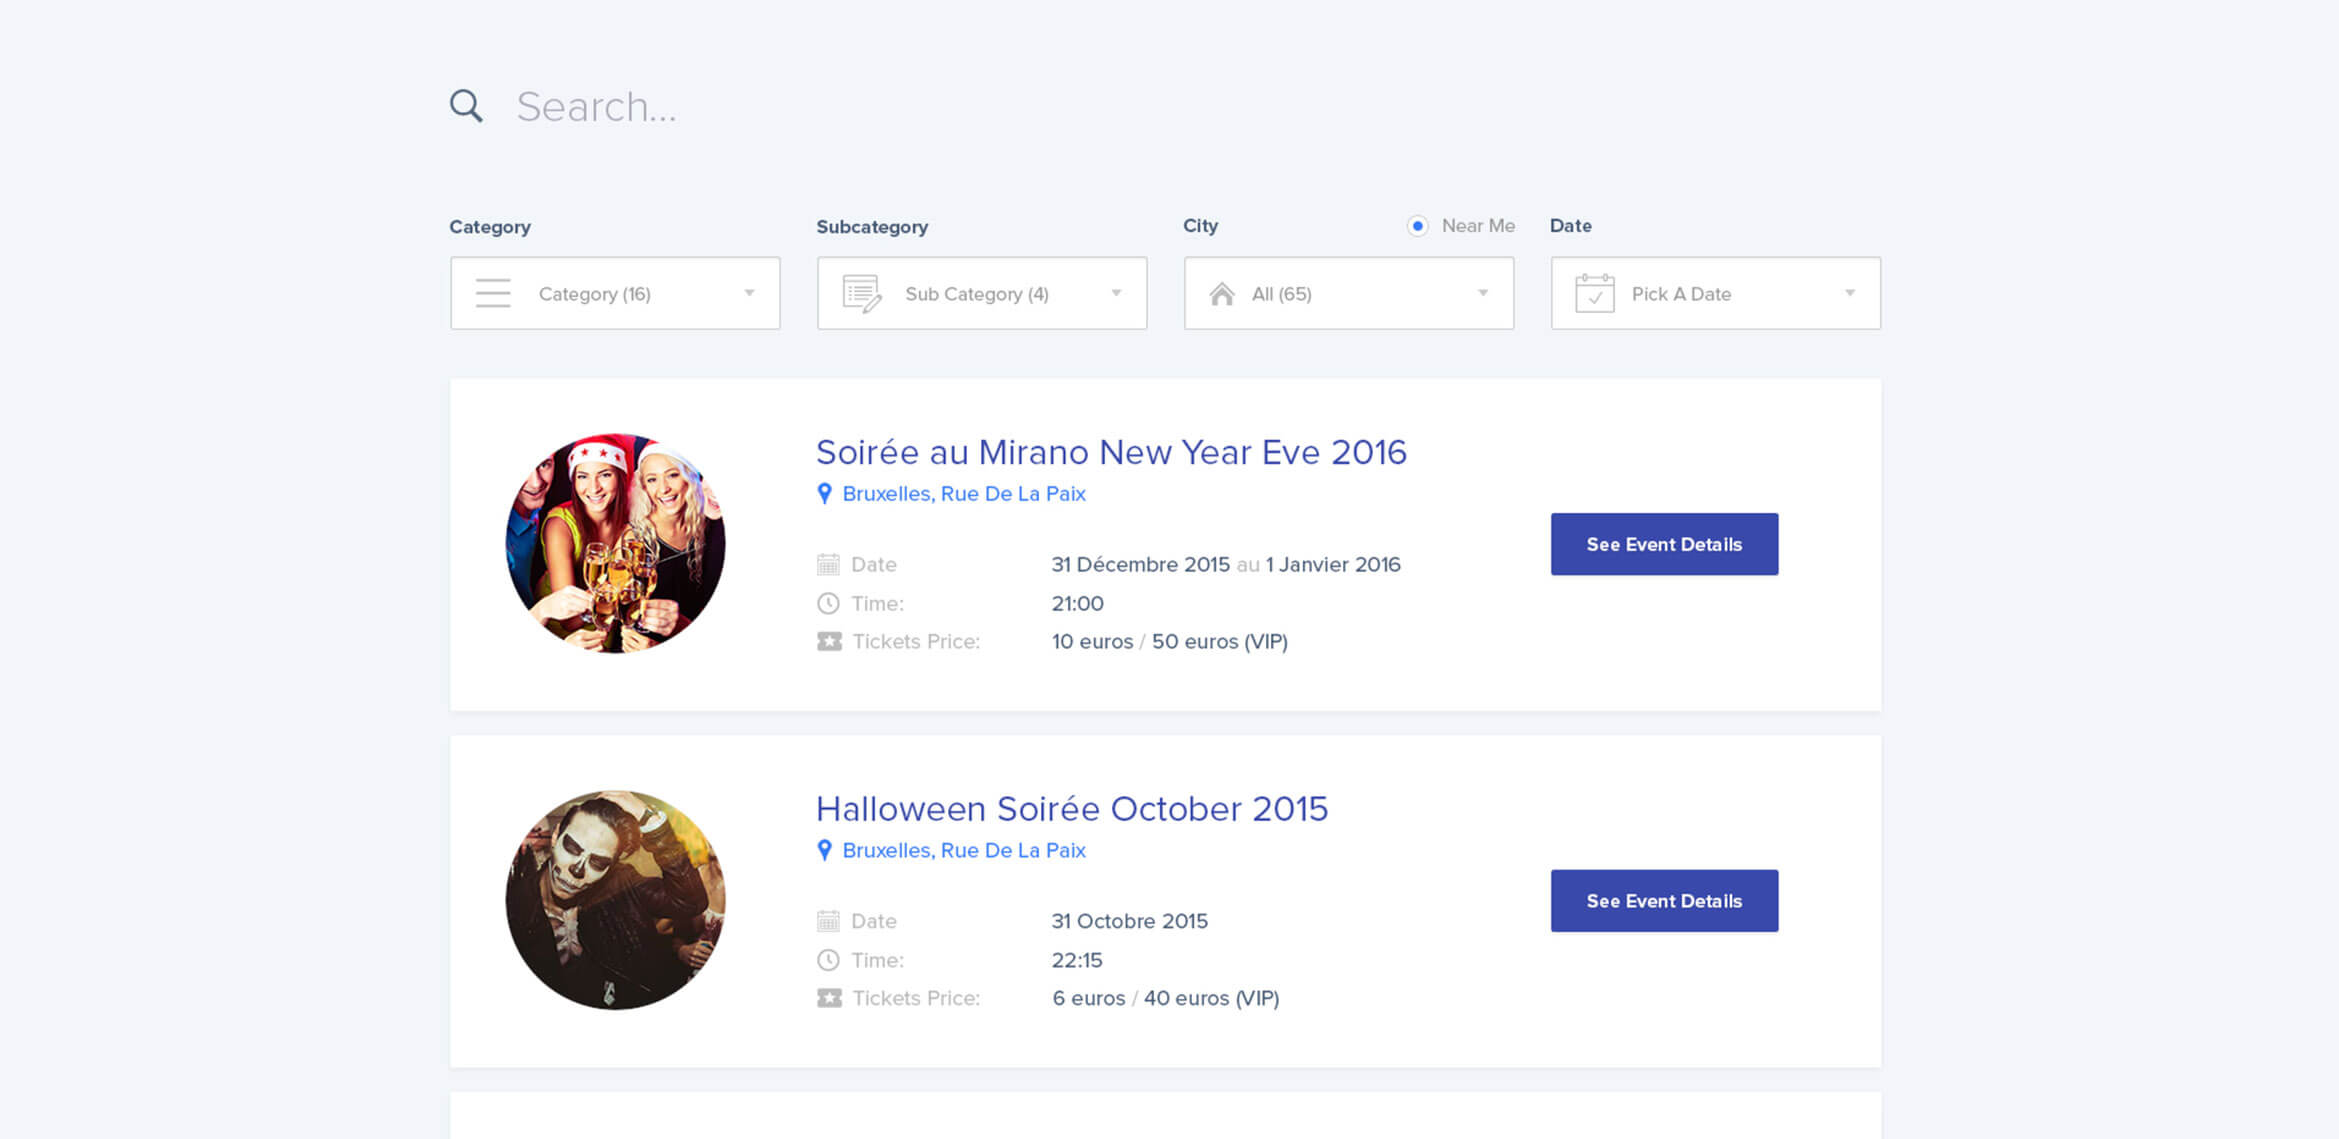 Search...
Category
Subcategory
City
Near Me
Date
Category (16)
Sub Category (4)
All (65)
Pick A Date
Soirée au Mirano New Year Eve 2016
Bruxelles, Rue De La Paix
Date
31 Décembre 2015 au 1 Janvier 2016
Time:
21:00
Tickets Price:
10 euros / 50 euros (VIP)
See Event Details
Halloween Soirée October 2015
Bruxelles, Rue De La Paix
Date
31 Octobre 2015
Time:
22:15
Tickets Price:
6 euros / 40 euros (VIP)
See Event Details